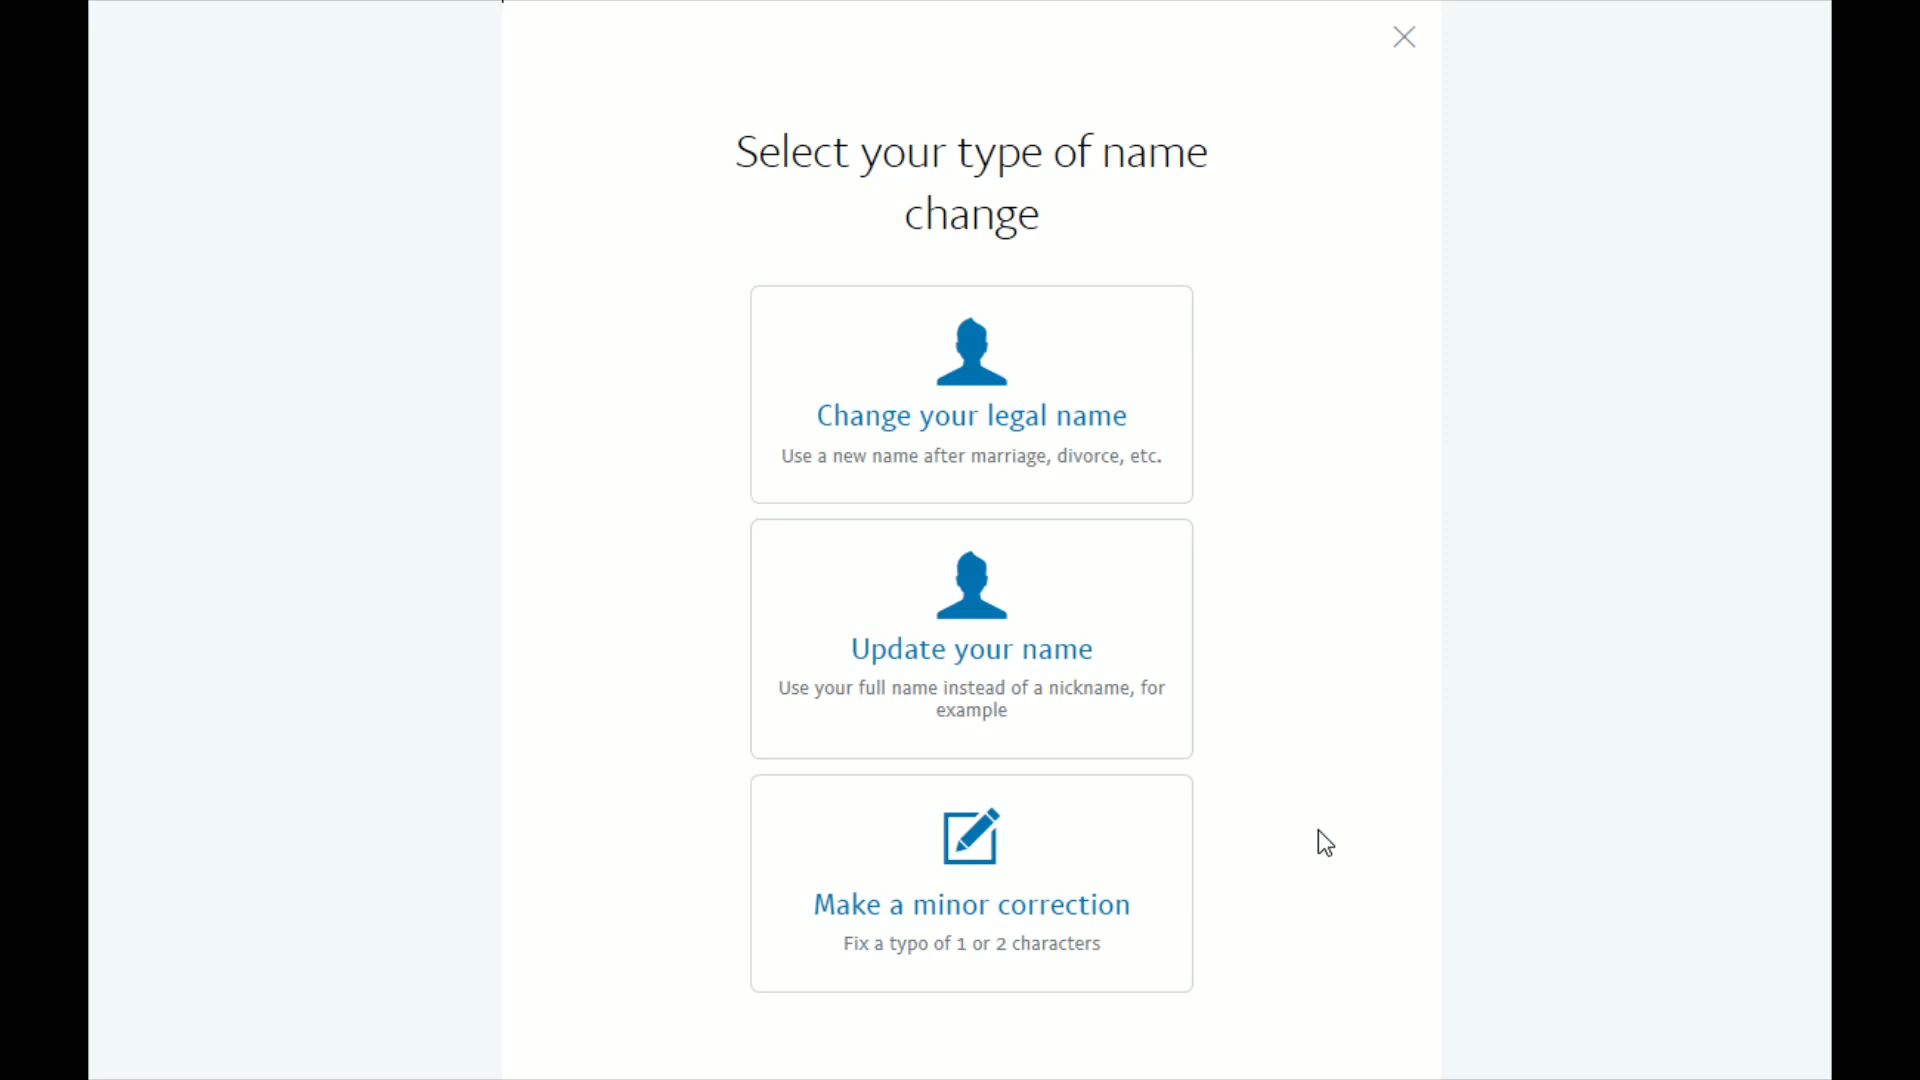 Select your type of name
change
Change your legal name
Use a new name after marriage, divorce, etc.
Update your name
Use your full name instead of a nickname, for
example
Make a minor correction
Fix a typo of 1 or 2 characters